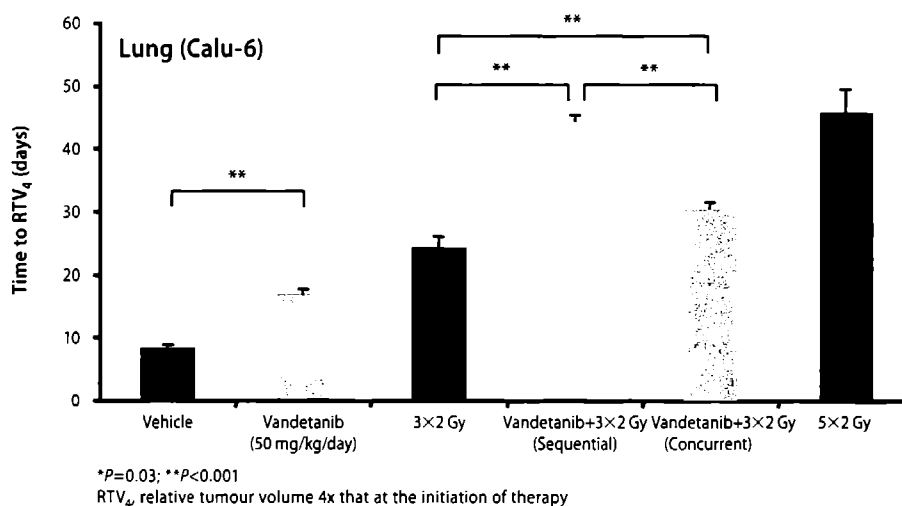 60
Lung (Calu-6)
**
50
**
**
40
**
30
20
10
0
Time to RTV₄ (days)
Vehicle
Vandetanib
(50 mg/kg/day)
3×2 Gy
Vandetanib+3×2 Gy
(Sequential)
Vandetanib+3×2 Gy
(Concurrent)
5×2 Gy
*P=0.03; **P<0.001
RTV₄, relative tumour volume 4x that at the initiation of therapy